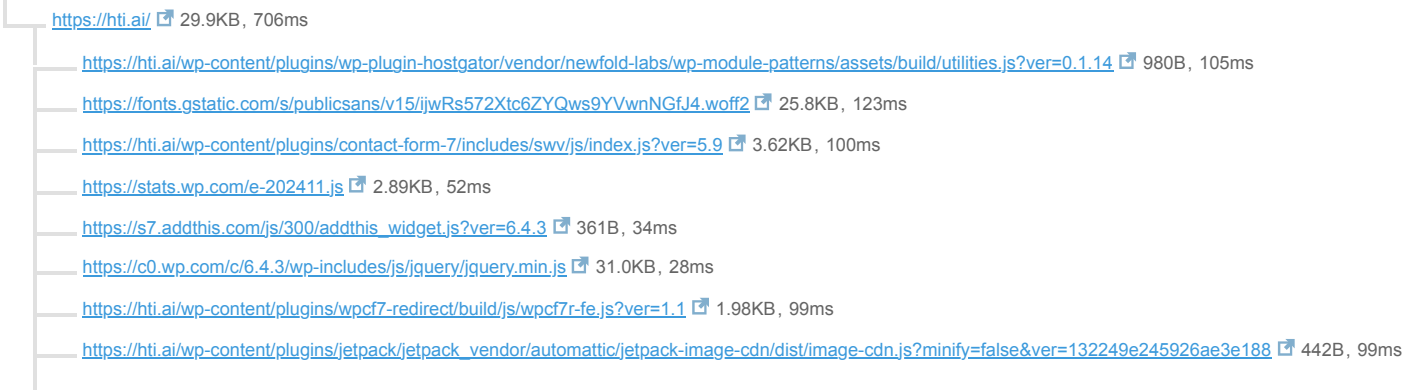 https://hti.ai/ 29.9KB, 706ms
https://hti.ai/wp-content/plugins/wp-plugin-hostgator/vendor/newfold-labs/wp-module-patterns/assets/build/utilities.js?ver=0.1.14 980B, 105ms
https://fonts.gstatic.com/s/publicsans/v15/ijwRs572Xtc6ZYQws9YVwnNGfJ4.woff2 25.8KB, 123ms
https://hti.ai/wp-content/plugins/contact-form-7/includes/swv/js/index.js?ver=5.9 3.62KB, 100ms
https://stats.wp.com/e-202411.js 2.89KB, 52ms
https://s7.addthis.com/js/300/addthis_widget.js?ver=6.4.3 361B, 34ms
https://c0.wp.com/c/6.4.3/wp-includes/js/jquery/jquery.min.js 31.0KB, 28ms
https://hti.ai/wp-content/plugins/wpcf7-redirect/build/js/wpcf7r-fe.js?ver=1.1 1.98KB, 99ms
https://hti.ai/wp-content/plugins/jetpack/jetpack_vendor/automattic/jetpack-image-cdn/dist/image-cdn.js?minify=false&ver=132249e245926ae3e188 442B, 99ms